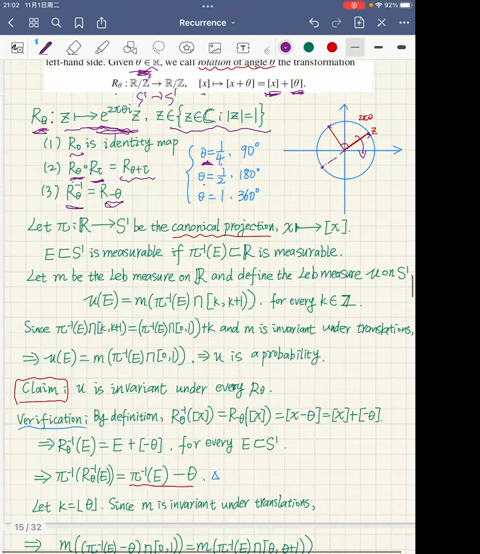 21:02 11月1日周二
92%
Recurrence
left-hand side. Given θ ∈ ℝ, we call rotation of angle θ the transformation
R_θ : ℝ/ℤ → ℝ/ℤ, [x] ↦ [x + θ] = [x] + [θ].
S¹ → S¹
R_θ: z ↦ e^{2πθi} z, z ∈ {z ∈ ℂ : |z| = 1}
(1) R_0 is identity map
(2) R_θ ∘ R_τ = R_{θ+τ}
(3) R_θ^{-1} = R_{-θ}
θ = 1/4, 90°
θ = 1/2, 180°
θ = 1, 360°
2πθ
z
Let π: ℝ → S¹ be the canonical projection, x ↦ [x].
E ⊂ S¹ is measurable if π⁻¹(E) ⊂ ℝ is measurable.
Let m be the Leb measure on ℝ and define the Leb measure u on S¹
u(E) = m(π⁻¹(E) ∩ [k, k+1)). for every k ∈ ℤ.
Since π⁻¹(E) ∩ [k, k+1) = (π⁻¹(E) ∩ [0,1)) + k and m is invariant under translations,
⇒ u(E) = m(π⁻¹(E) ∩ [0,1)). ⇒ u is a probability.
Claim: u is invariant under every R_θ.
Verification: By definition, R_θ⁻¹([x]) = R_{-θ}([x]) = [x-θ] = [x] + [-θ].
⇒ R_θ⁻¹(E) = E + [-θ], for every E ⊂ S¹
⇒ π⁻¹(R_θ⁻¹(E)) = π⁻¹(E) - θ. Δ
Let k = ⌊θ⌋. Since m is invariant under translations,
15 / 32
⇒ m((π⁻¹(E) - θ) ∩ [0,1)) = m(π⁻¹(E) ∩ [θ, θ+1))